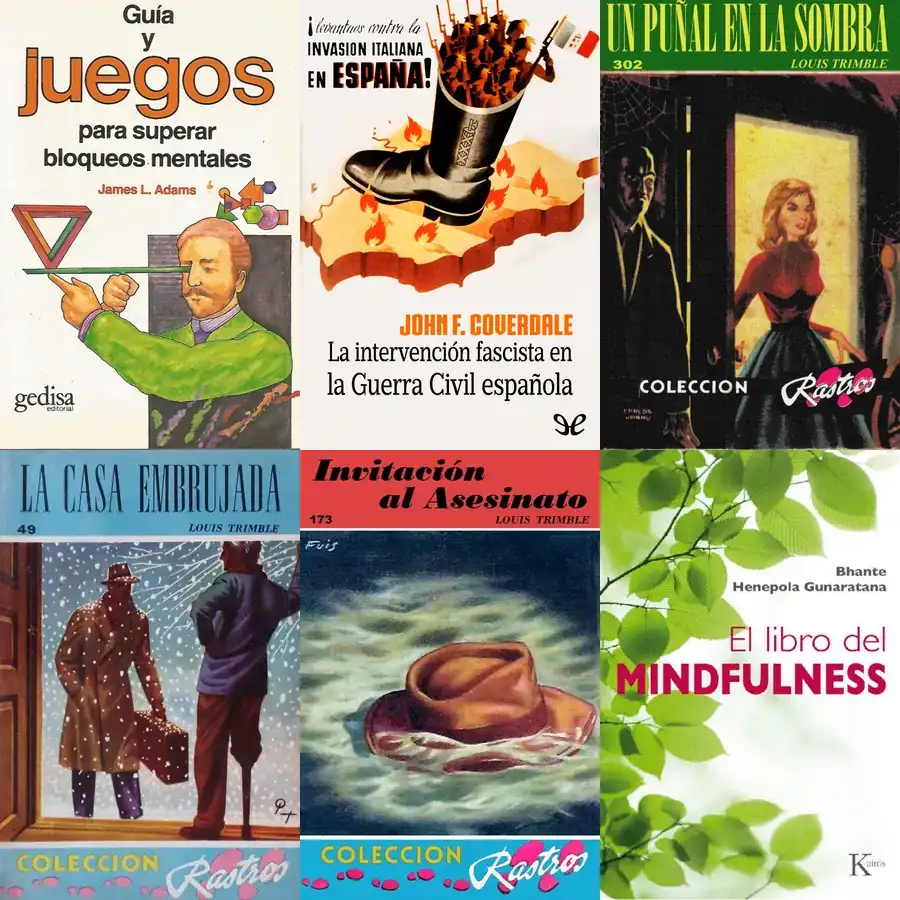 Guía
y
juegos
para superar
bloqueos mentales
James L. Adams
gedisa
editorial
¡levantaos contra la
INVASION ITALIANA
EN ESPAÑA!
JOHN F. COVERDALE
La intervención fascista en
la Guerra Civil española
UN PUÑAL EN LA SOMBRA
302
LOUIS TRIMBLE
COLECCION Rastros
CARLOS
LA CASA EMBRUJADA
49
LOUIS TRIMBLE
COLECCION Rastros
Invitación
al Asesinato
173
LOUIS TRIMBLE
Fuis
COLECCION Rastros
Bhante
Henepola Gunaratana
El libro del
MINDFULNESS
Kairós